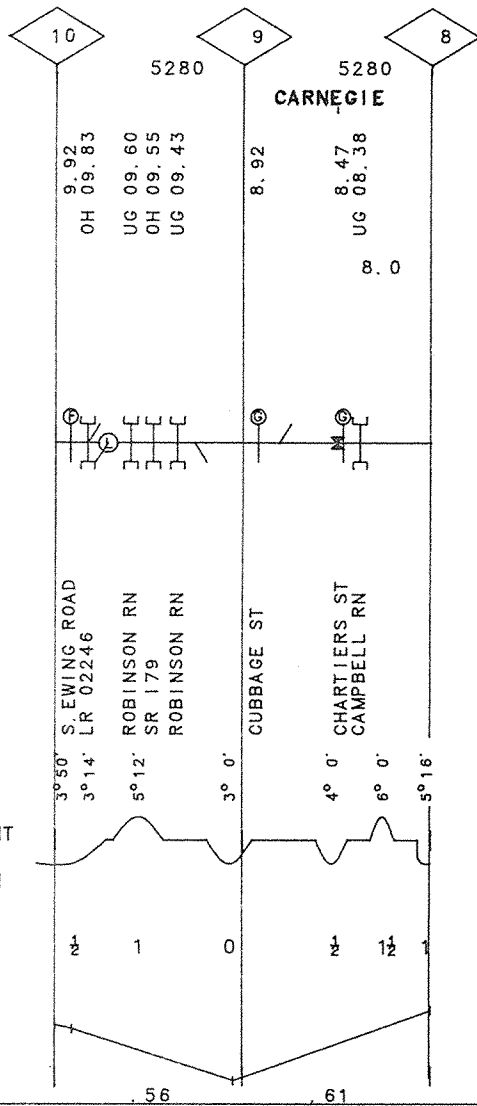 10 9 8
5280 5280
CARNEGIE
9.92
OH 09.83
UG 09.60
OH 09.55
UG 09.43
8.92
8.47
UG 08.38
8.0
F L G G
S. EWING ROAD
LR 02246
ROBINSON RN
SR 179
ROBINSON RN
CUBBAGE ST
CHARTIERS ST
CAMPBELL RN
3° 50'
3° 14'
5° 12'
3° 0'
4° 0'
6° 0'
5° 16'
½ 1 0 ½ 1½ 1
.56 .61